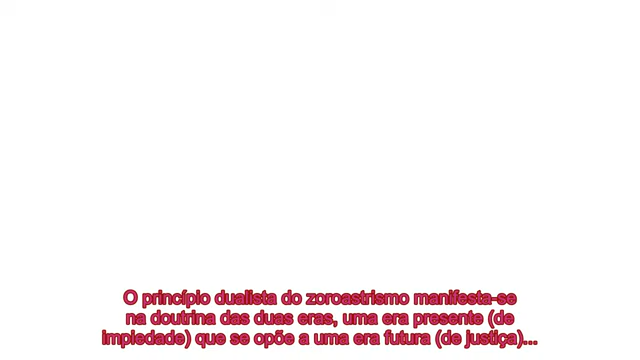 O princípio dualista do zoroastrismo manifesta-se
na doutrina das duas eras, uma era presente (de
impiedade) que se opõe a uma era futura (de justiça)...